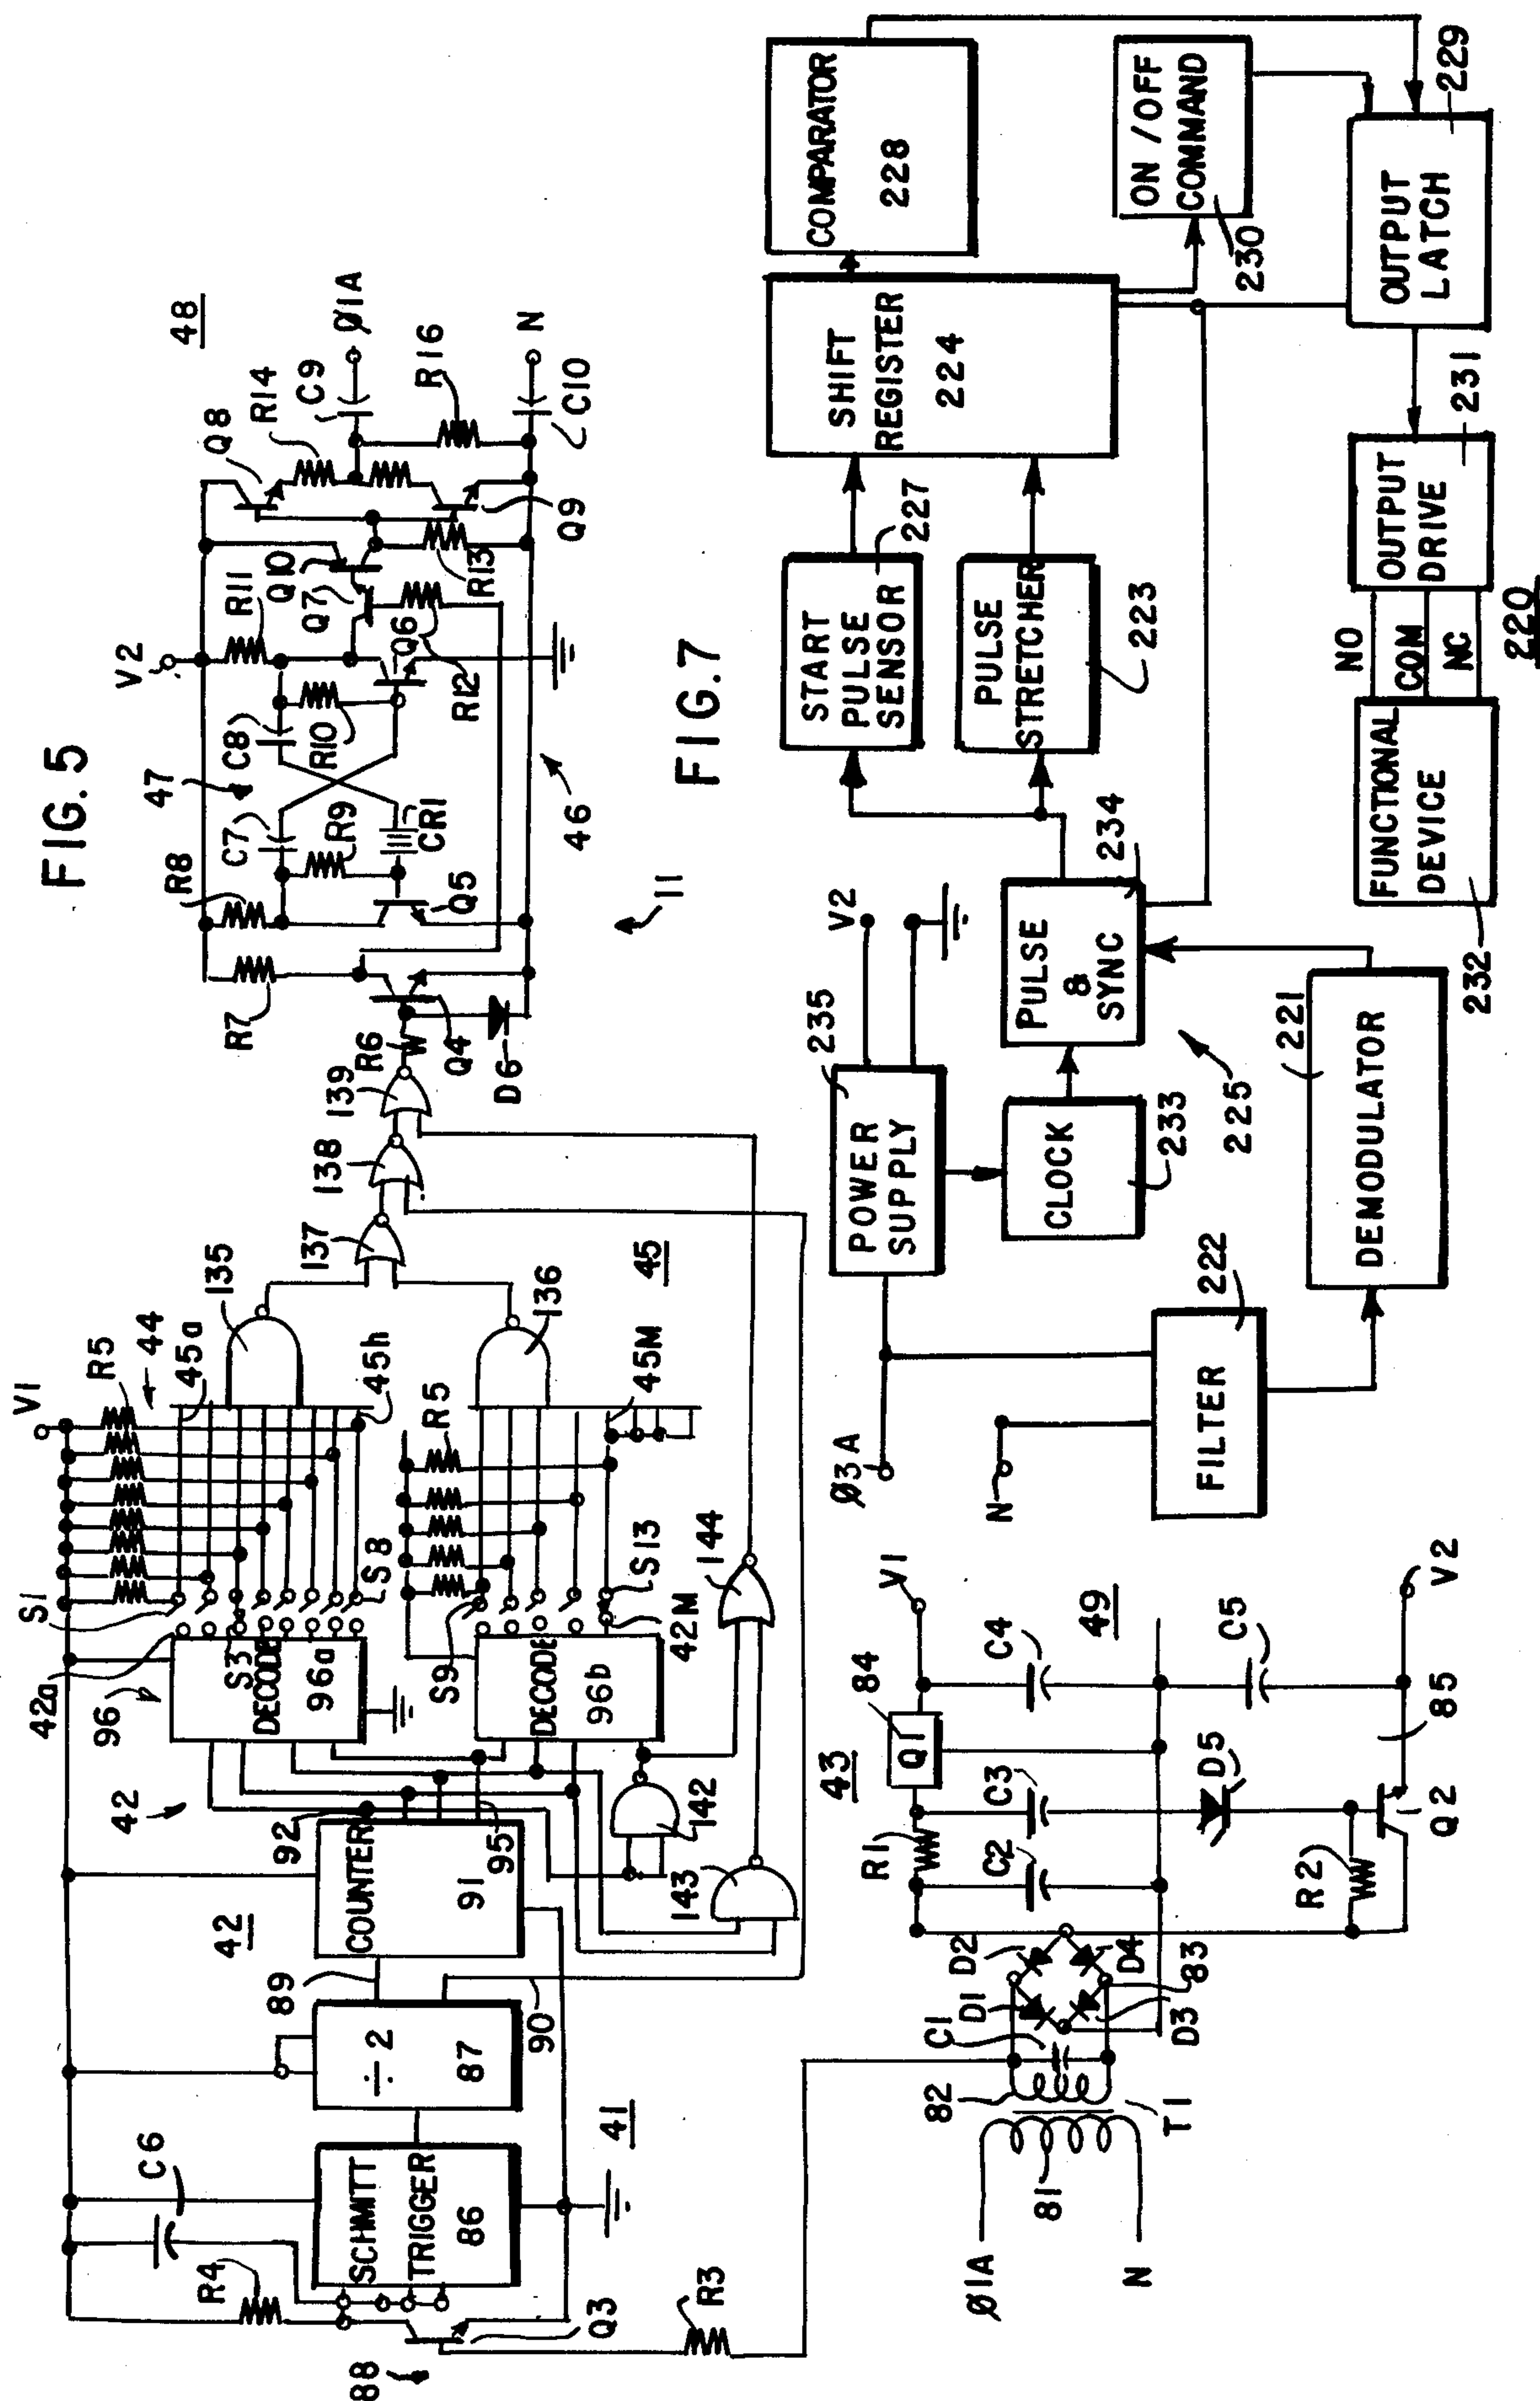 FIG. 5
V1
R5
44
45a
135
S1
42a
96
S3
DECODE
96a
S8
45h
42
92
COUNTER
91
95
42
89
÷ 2
87
90
41
C6
SCHMITT
TRIGGER
86
R4
Q3
88
R3
S9
DECODE
96b
R5
S13
42M
45M
136
45
137
138
139
142
143
144
R6
W
Q4
D6
R7
R8
Q5
R9
C7
47
CR1
C8
R10
46
V2
R11
Q6
R12
Q7
Q10
R13
Q8
R14
Q9
C9
Ø1A
R16
N
C10
48
11
Ø1A
N
81
T1
82
C1
D1
D2
D3
D4
83
R1
C2
C3
43
Q1
84
V1
C4
49
C5
D5
R2
Q2
85
V2
FIG. 7
Ø3A
N
FILTER
222
POWER
SUPPLY
235
V2
CLOCK
233
225
DEMODULATOR
221
PULSE
&
SYNC
234
START
PULSE
SENSOR
227
PULSE
STRETCHER
223
SHIFT
REGISTER
224
COMPARATOR
228
ON/OFF
COMMAND
230
OUTPUT
LATCH
229
OUTPUT
DRIVE
231
NO
COM
NC
FUNCTIONAL
DEVICE
232
220